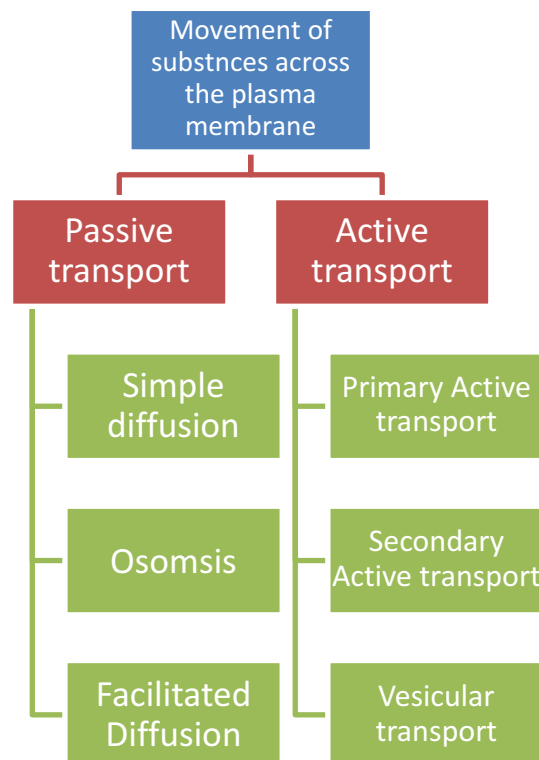 Movement of
substnces across
the plasma
membrane
Passive
transport
Active
transport
Simple
diffusion
Primary Active
transport
Osomsis
Secondary
Active transport
Facilitated
Diffusion
Vesicular
transport